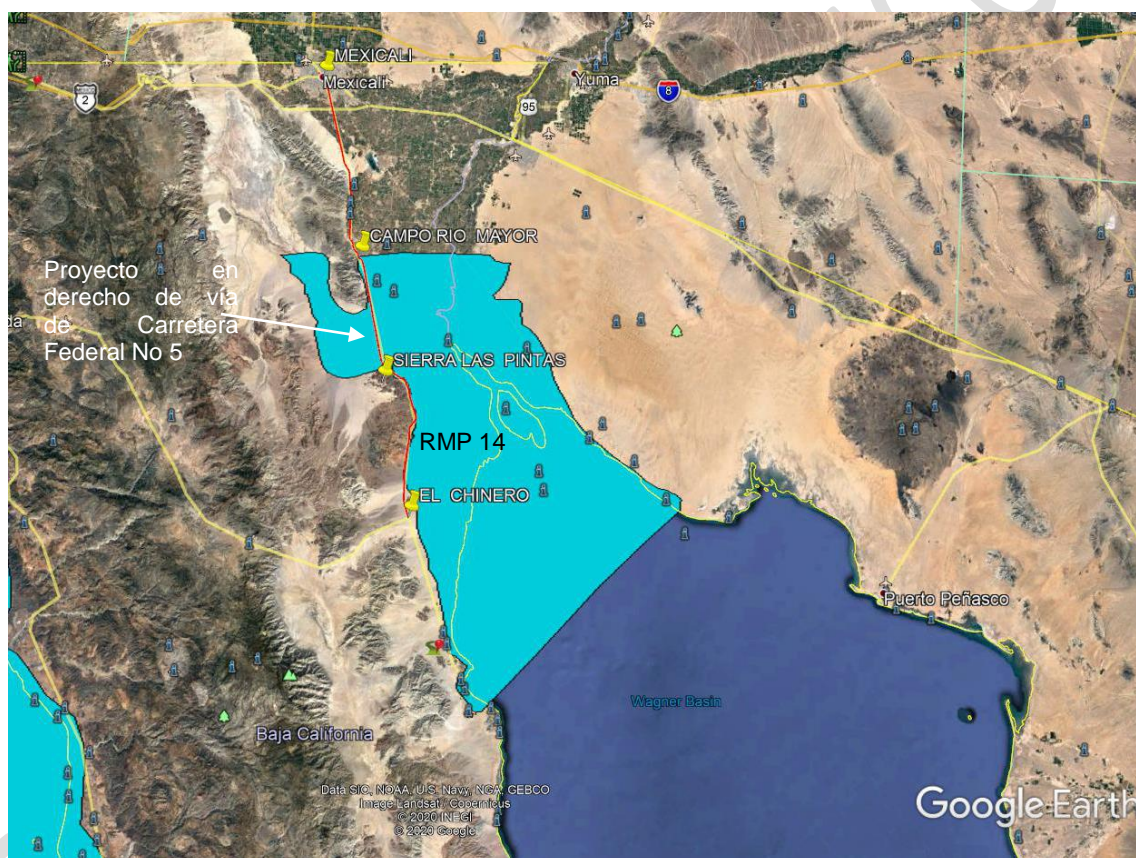 MEXICALI
Mexicali
2
Yuma
95
8
CAMPO RIO MAYOR
Proyecto en
derecho de vía
de Carretera
Federal No 5
da
SIERRA LAS PINTAS
RMP 14
EL CHINERO
Puerto Peñasco
Wagner Basin
Baja California
Data SIO, NOAA, U.S. Navy, NGA, GEBCO
Image Landsat / Copernicus
© 2020 INEGI
© 2020 Google
Google Earth